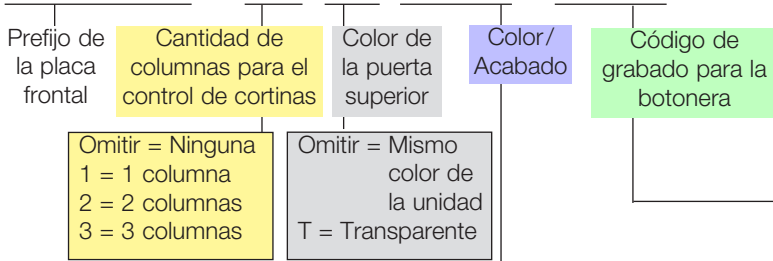 Prefijo de
la placa
frontal
Cantidad de
columnas para el
control de cortinas
Color de
la puerta
superior
Color/
Acabado
Código de
grabado para la
botonera
Omitir = Ninguna
1 = 1 columna
2 = 2 columnas
3 = 3 columnas
Omitir = Mismo
color de
la unidad
T = Transparente